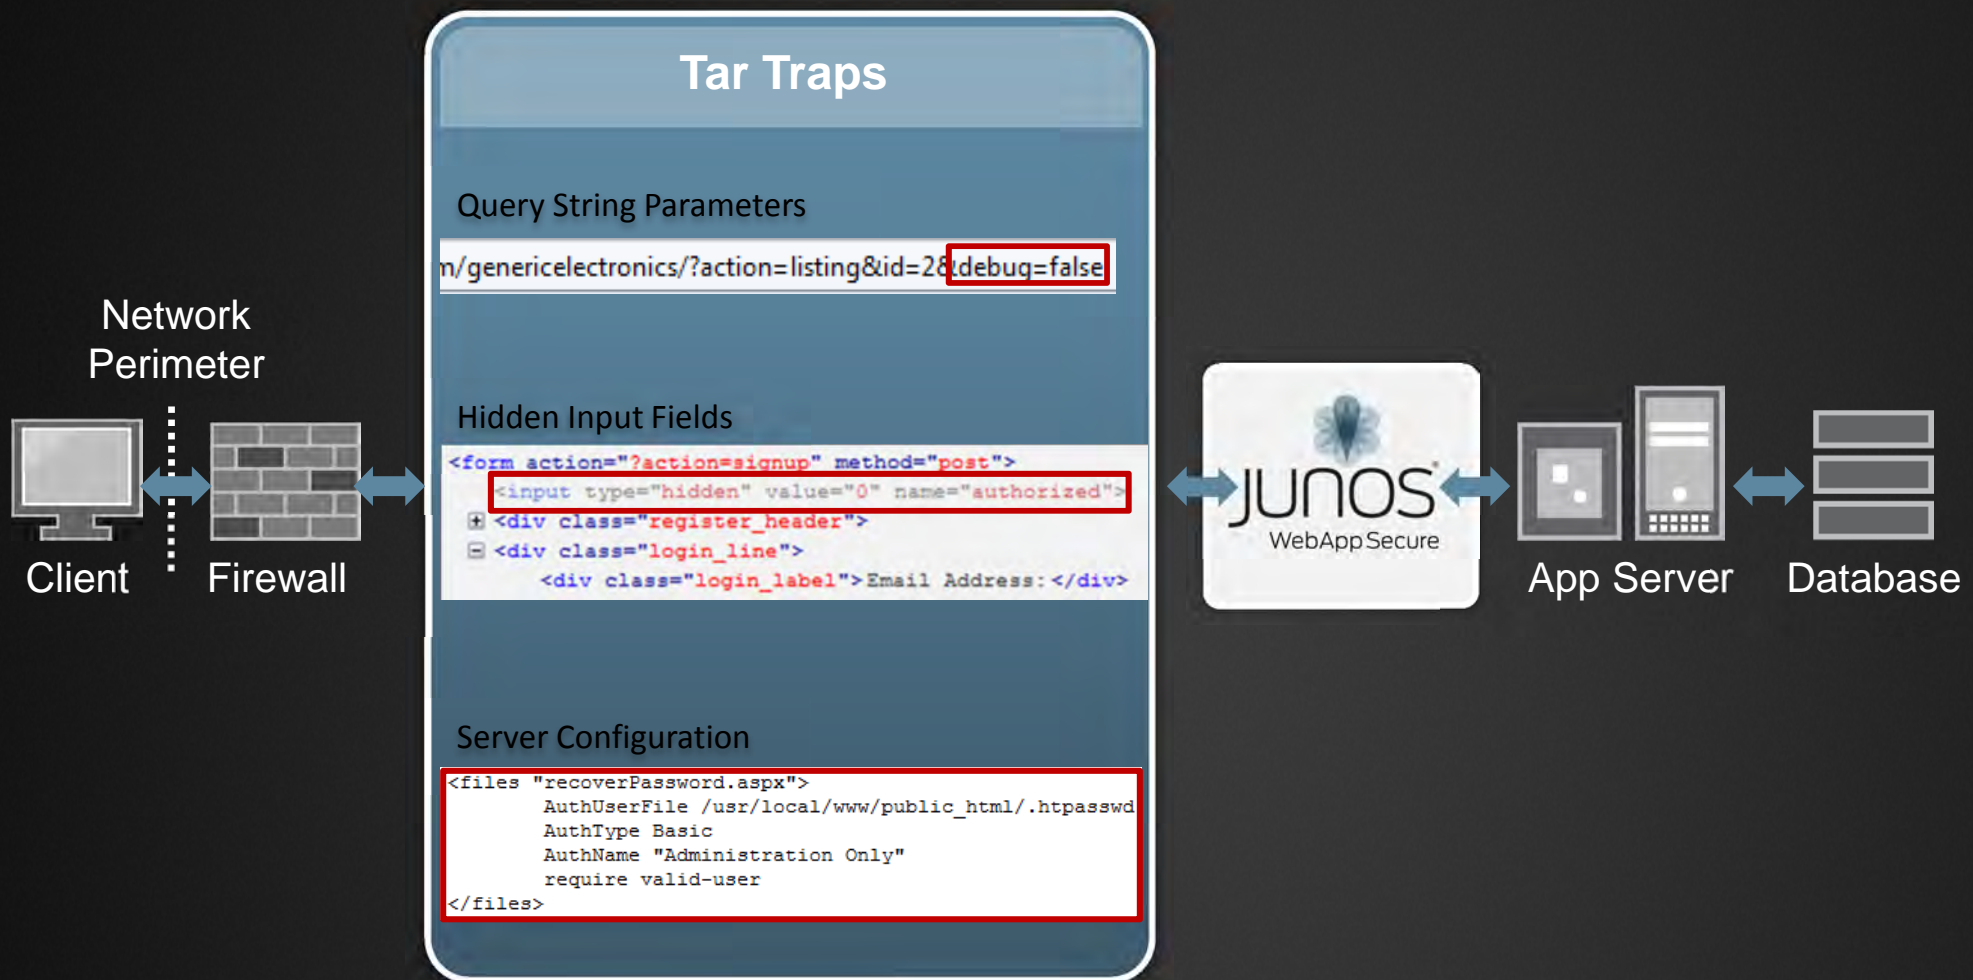 Tar Traps
Query String Parameters
m/genericelectronics/?action=listing&id=2&debug=false
Network
Perimeter
Hidden Input Fields
<form action="?action=signup" method="post">
<input type="hidden" value="0" name="authorized">
<div class="register_header">
<div class="login_line">
<div class="login_label">Email Address:</div>
JUNOS
WebApp Secure
Client
Firewall
App Server
Database
Server Configuration
<files "recoverPassword.aspx">
AuthUserFile /usr/local/www/public_html/.htpasswd
AuthType Basic
AuthName "Administration Only"
require valid-user
</files>